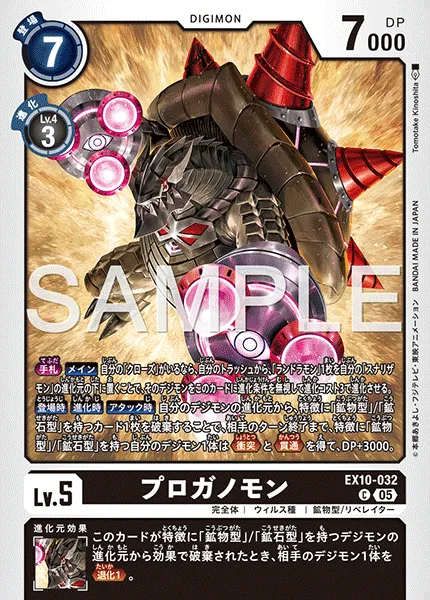 DIGIMON
登場
7
進化
Lv.4
3
7000
DP
Tomotake Kinoshita
BANDAI MADE IN JAPAN
©本郷あきよし・フジテレビ・東映アニメーション
SAMPLE
【手札】【メイン】自分の「クローズ」がいるなら、自分のトラッシュから、「ランドラモン」1枚を自分の「スナリザ
モン」の進化元の下に置くことで、そのデジモンをこのカードに進化条件を無視して進化コスト3で進化させる。
【登場時】【進化時】【アタック時】自分のデジモンの進化元から、特徴に「鉱物型」/「鉱
石型」を持つカード1枚を破棄することで、相手のターン終了まで、特徴に「鉱物
型」/「鉱石型」を持つ自分のデジモン1体は≪衝突≫と≪貫通≫を得て、DP+3000。
Lv.5
プロガノモン
EX10-032
C 05
完全体 | ウィルス種 | 鉱物型/リベレイター
進化元効果
このカードが特徴に「鉱物型」/「鉱石型」を持つデジモンの
進化元から効果で破棄されたとき、相手のデジモン1体を
≪退化1≫。